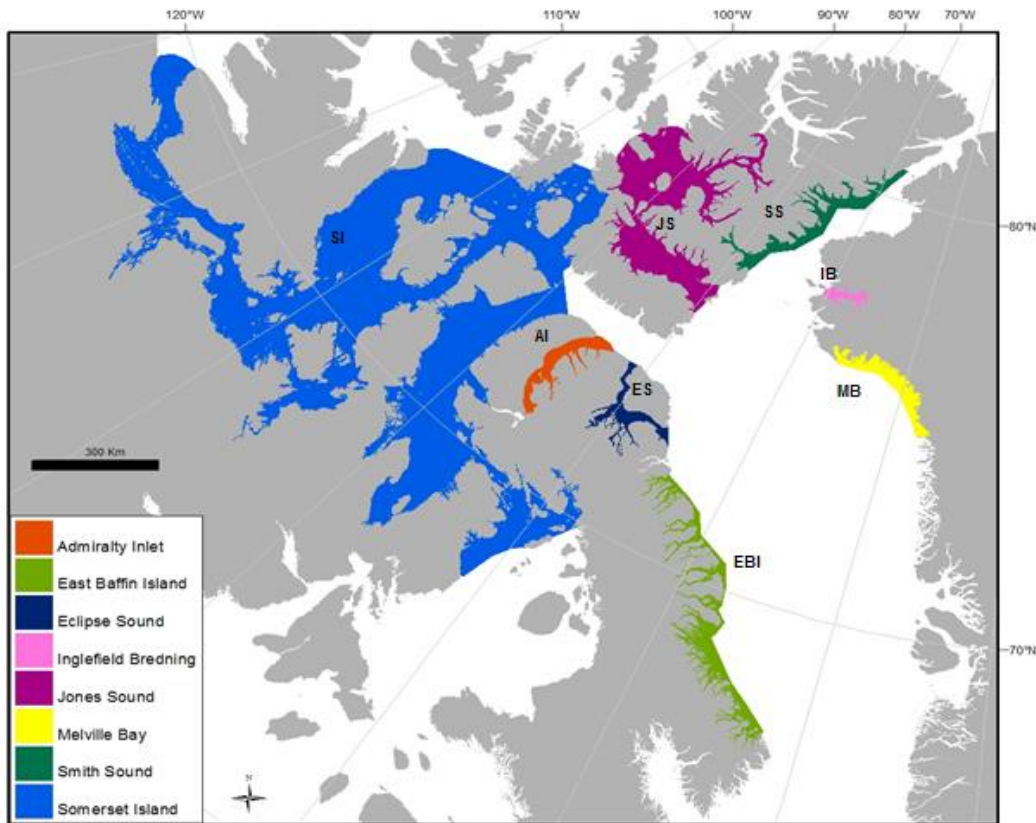 120°W
110°W
100°W
90°W
80°W
70°W
SI
JS
SS
80°N
IB
AI
ES
MB
300 Km
EBI
Admiralty Inlet
East Baffin Island
Eclipse Sound
Inglefield Bredning
Jones Sound
Melville Bay
Smith Sound
Somerset Island
70°N
N